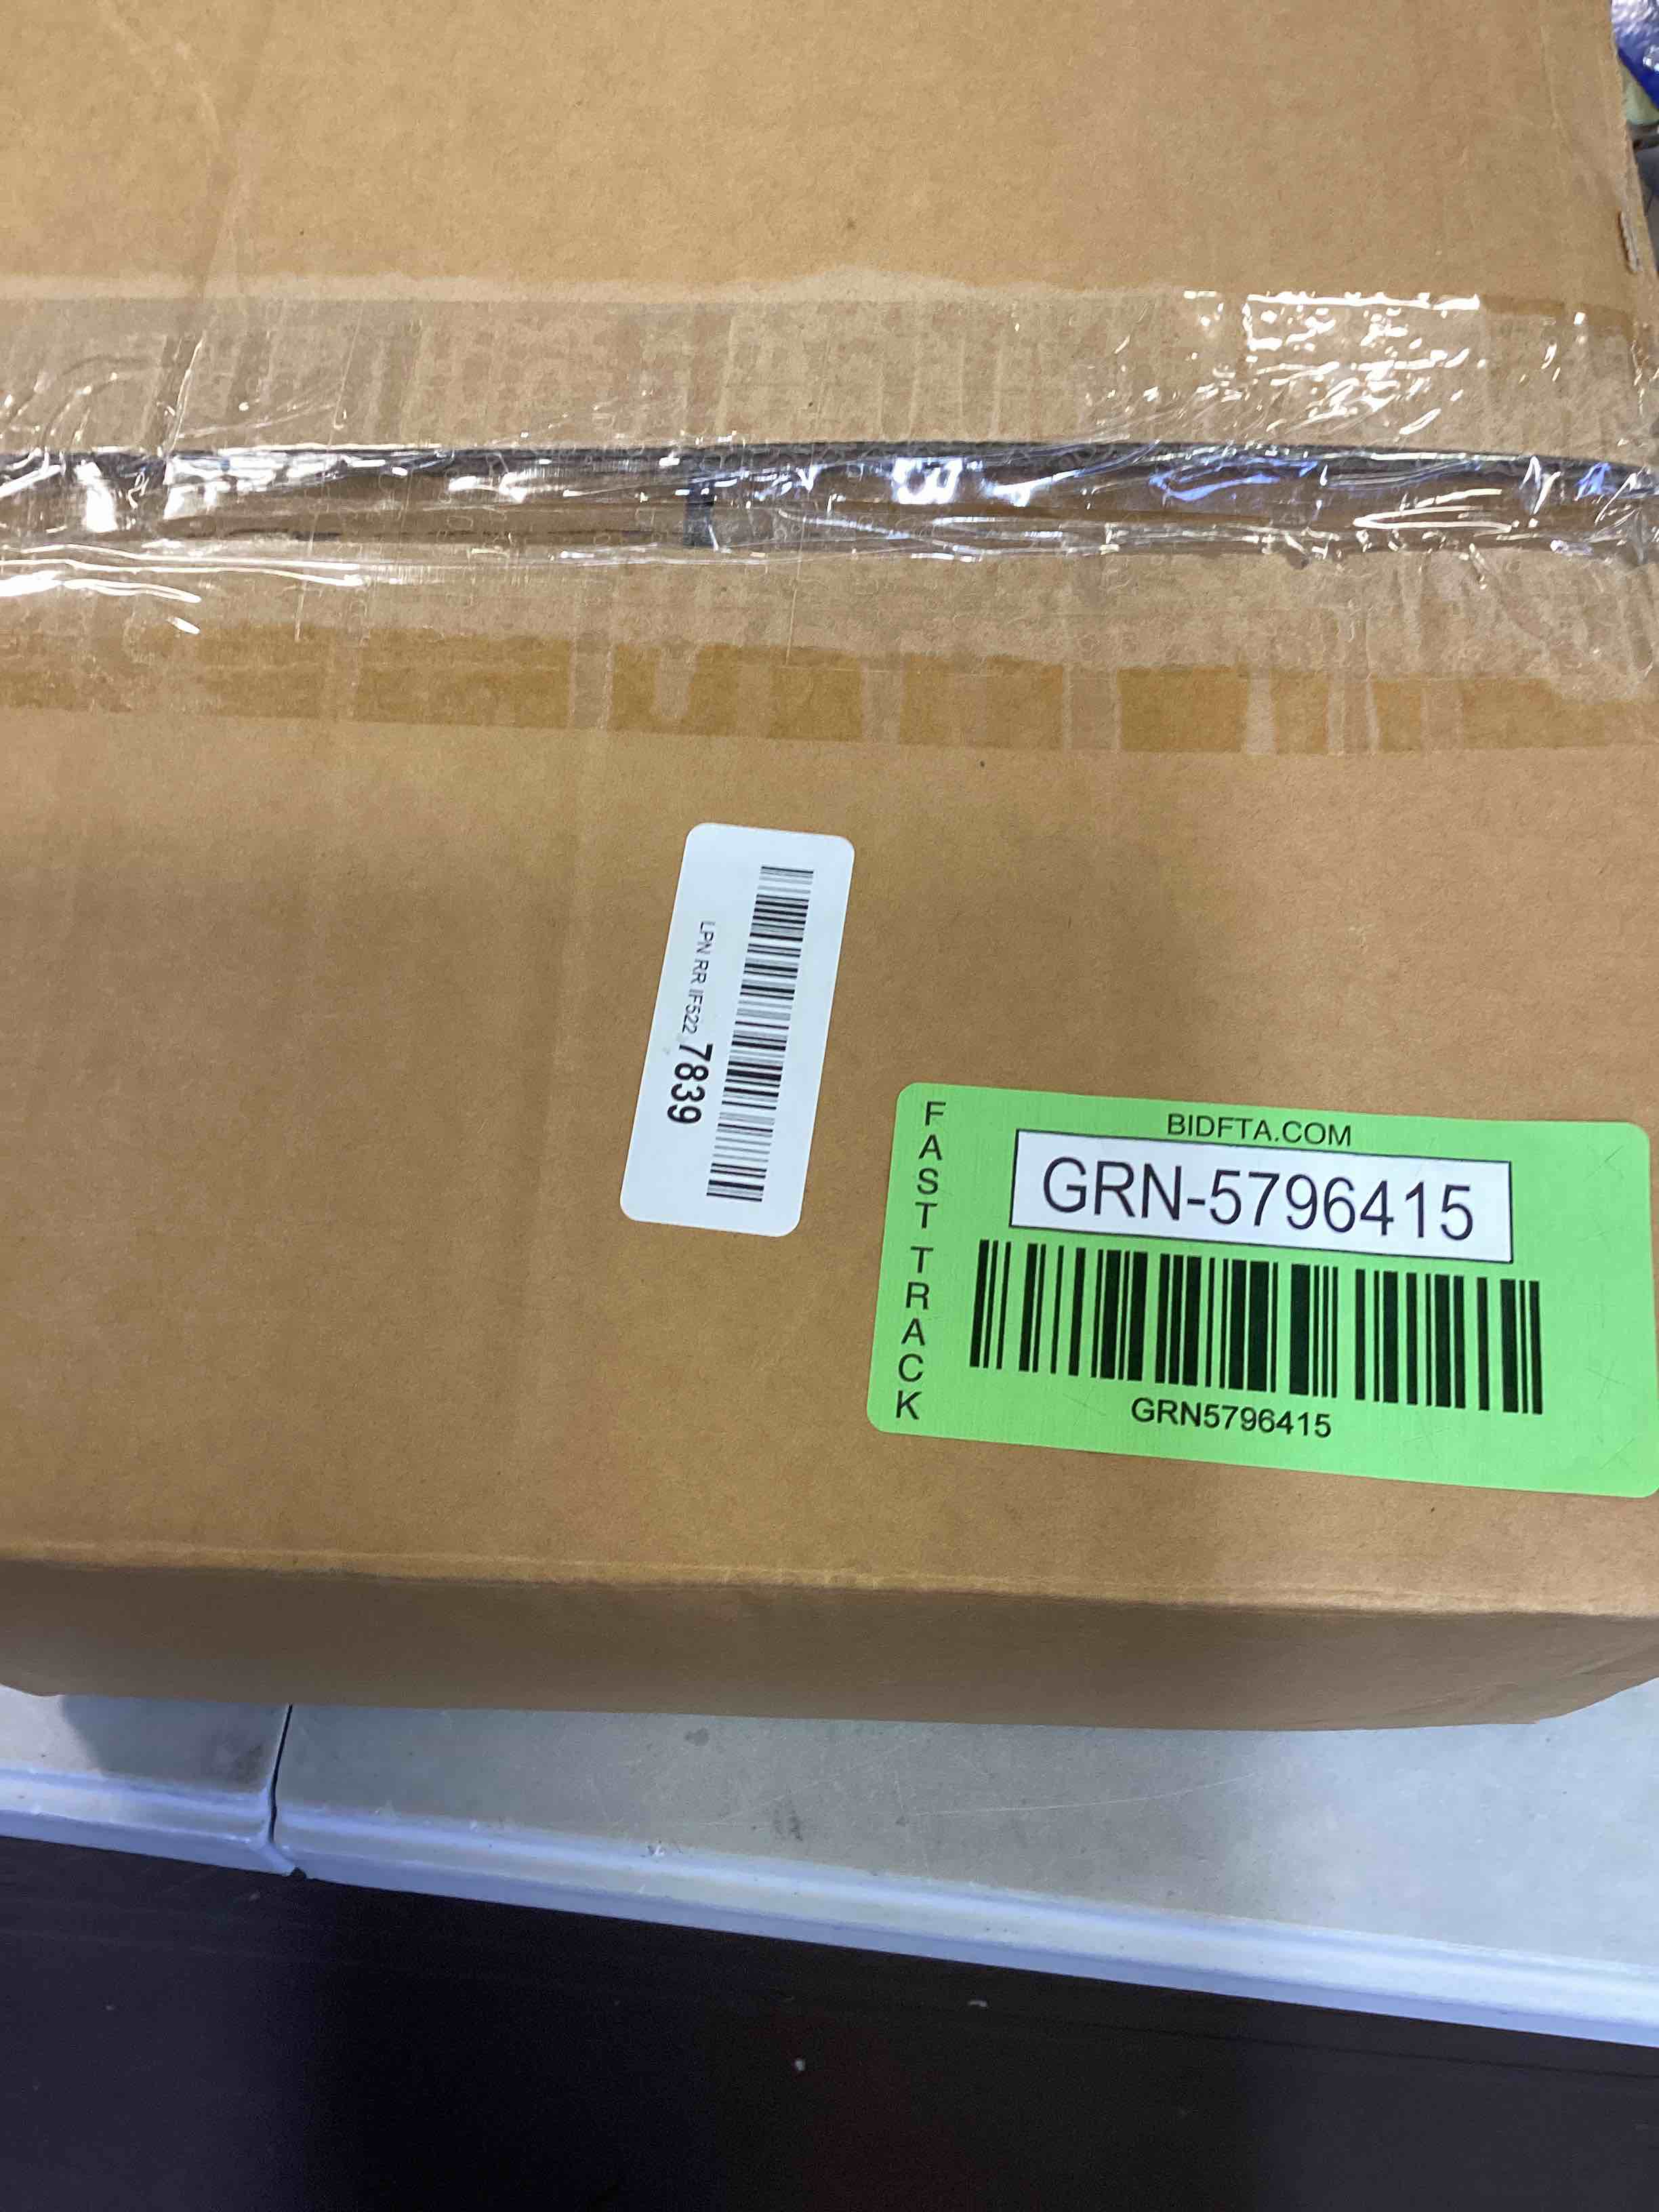 LPN RR IF522 7839
FAST TRACK
BIDFTA.COM
GRN-5796415
GRN5796415